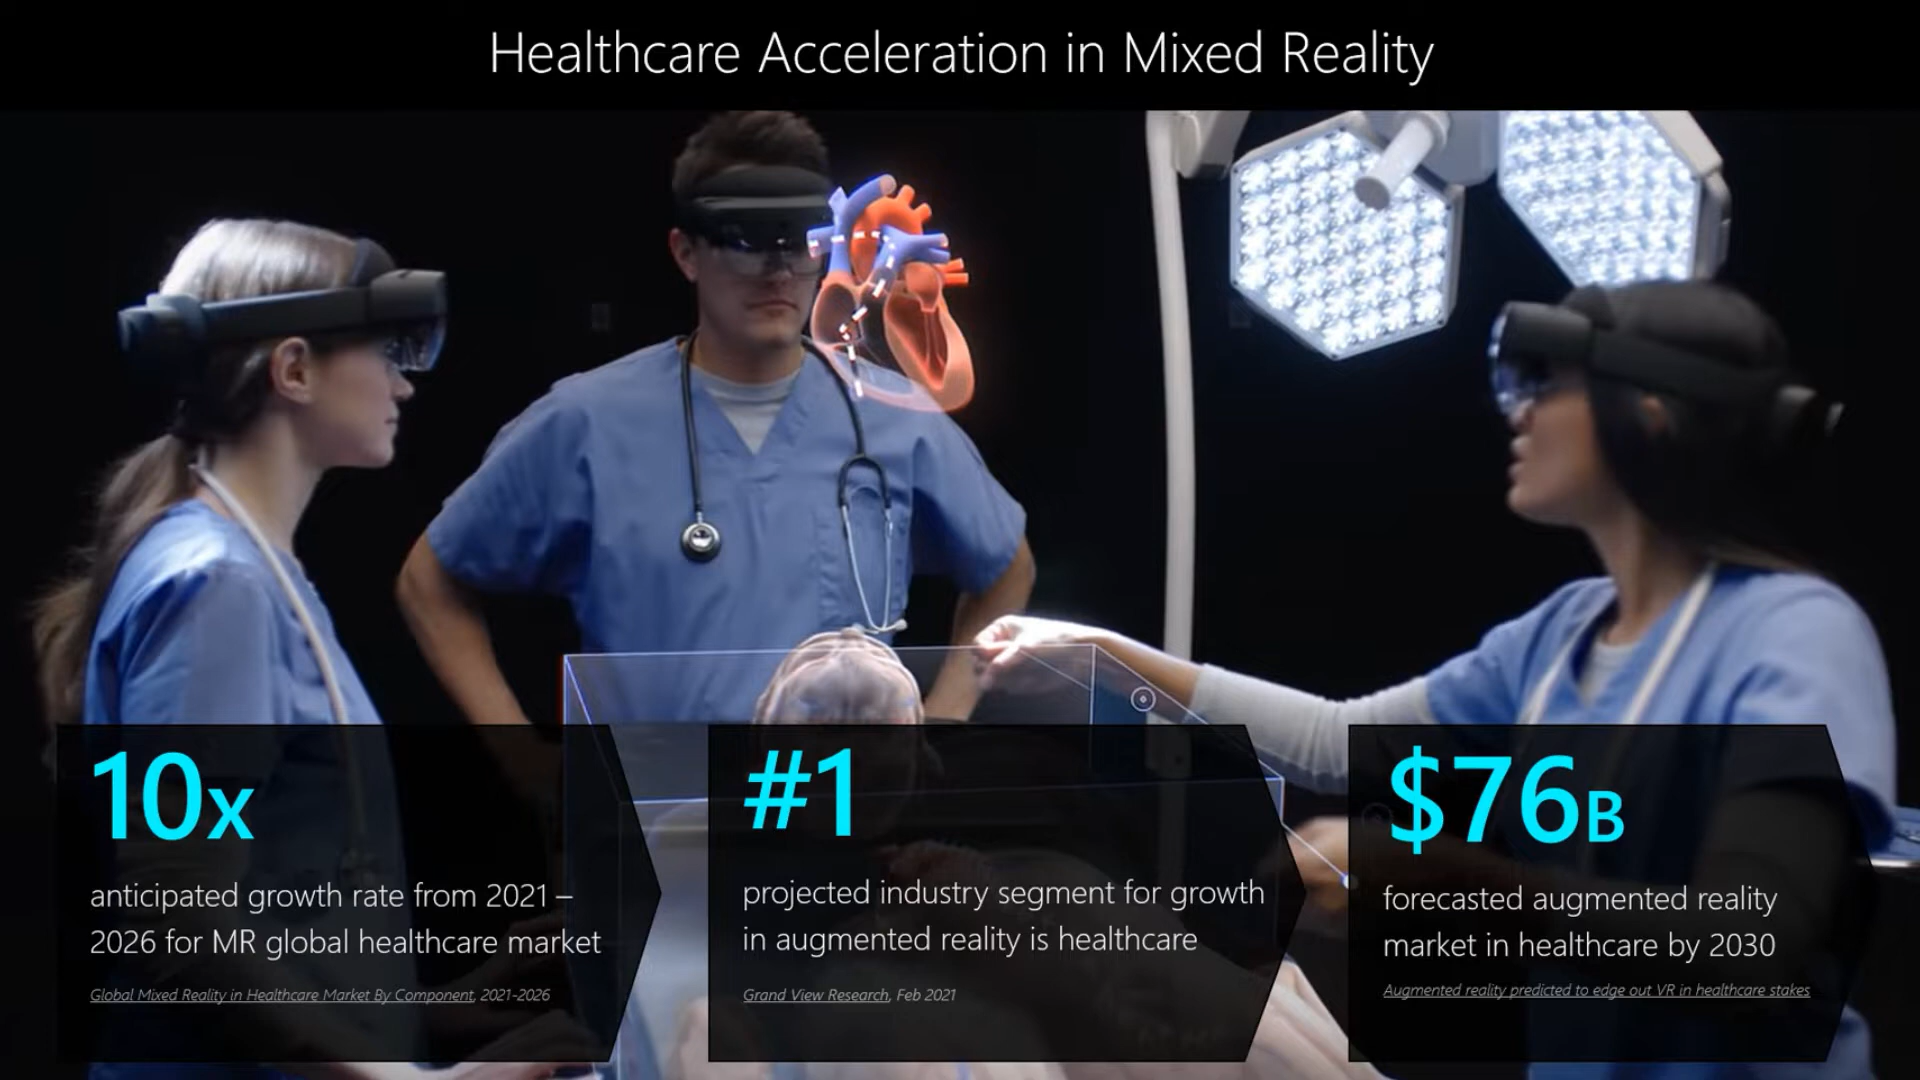 Healthcare Acceleration in Mixed Reality
10x
anticipated growth rate from 2021 –
2026 for MR global healthcare market
Global Mixed Reality in Healthcare Market By Component, 2021-2026
#1
projected industry segment for growth
in augmented reality is healthcare
Grand View Research, Feb 2021
$76B
forecasted augmented reality
market in healthcare by 2030
Augmented reality predicted to edge out VR in healthcare stakes